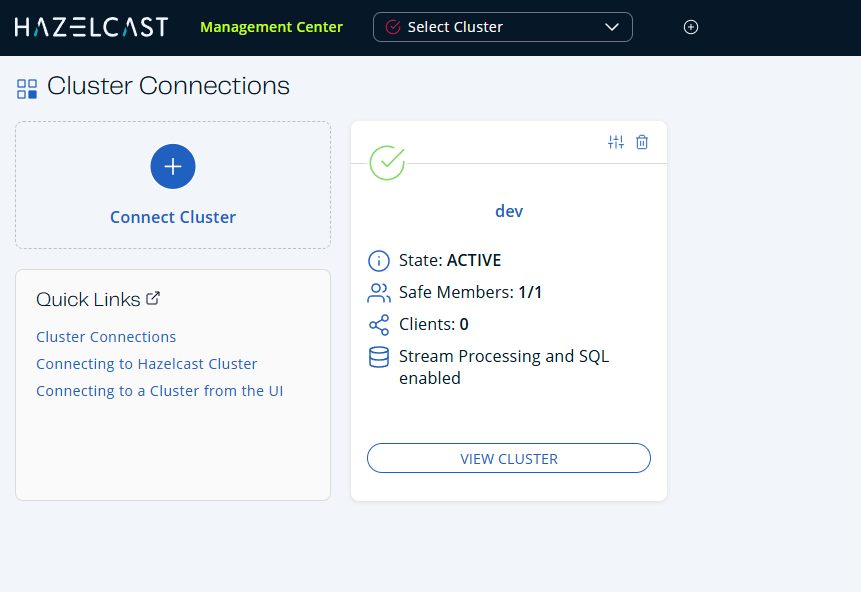 HAZELCAST Management Center Select Cluster
Cluster Connections
Connect Cluster
Quick Links
Cluster Connections
Connecting to Hazelcast Cluster
Connecting to a Cluster from the UI
dev
State: ACTIVE
Safe Members: 1/1
Clients: 0
Stream Processing and SQL
enabled
VIEW CLUSTER